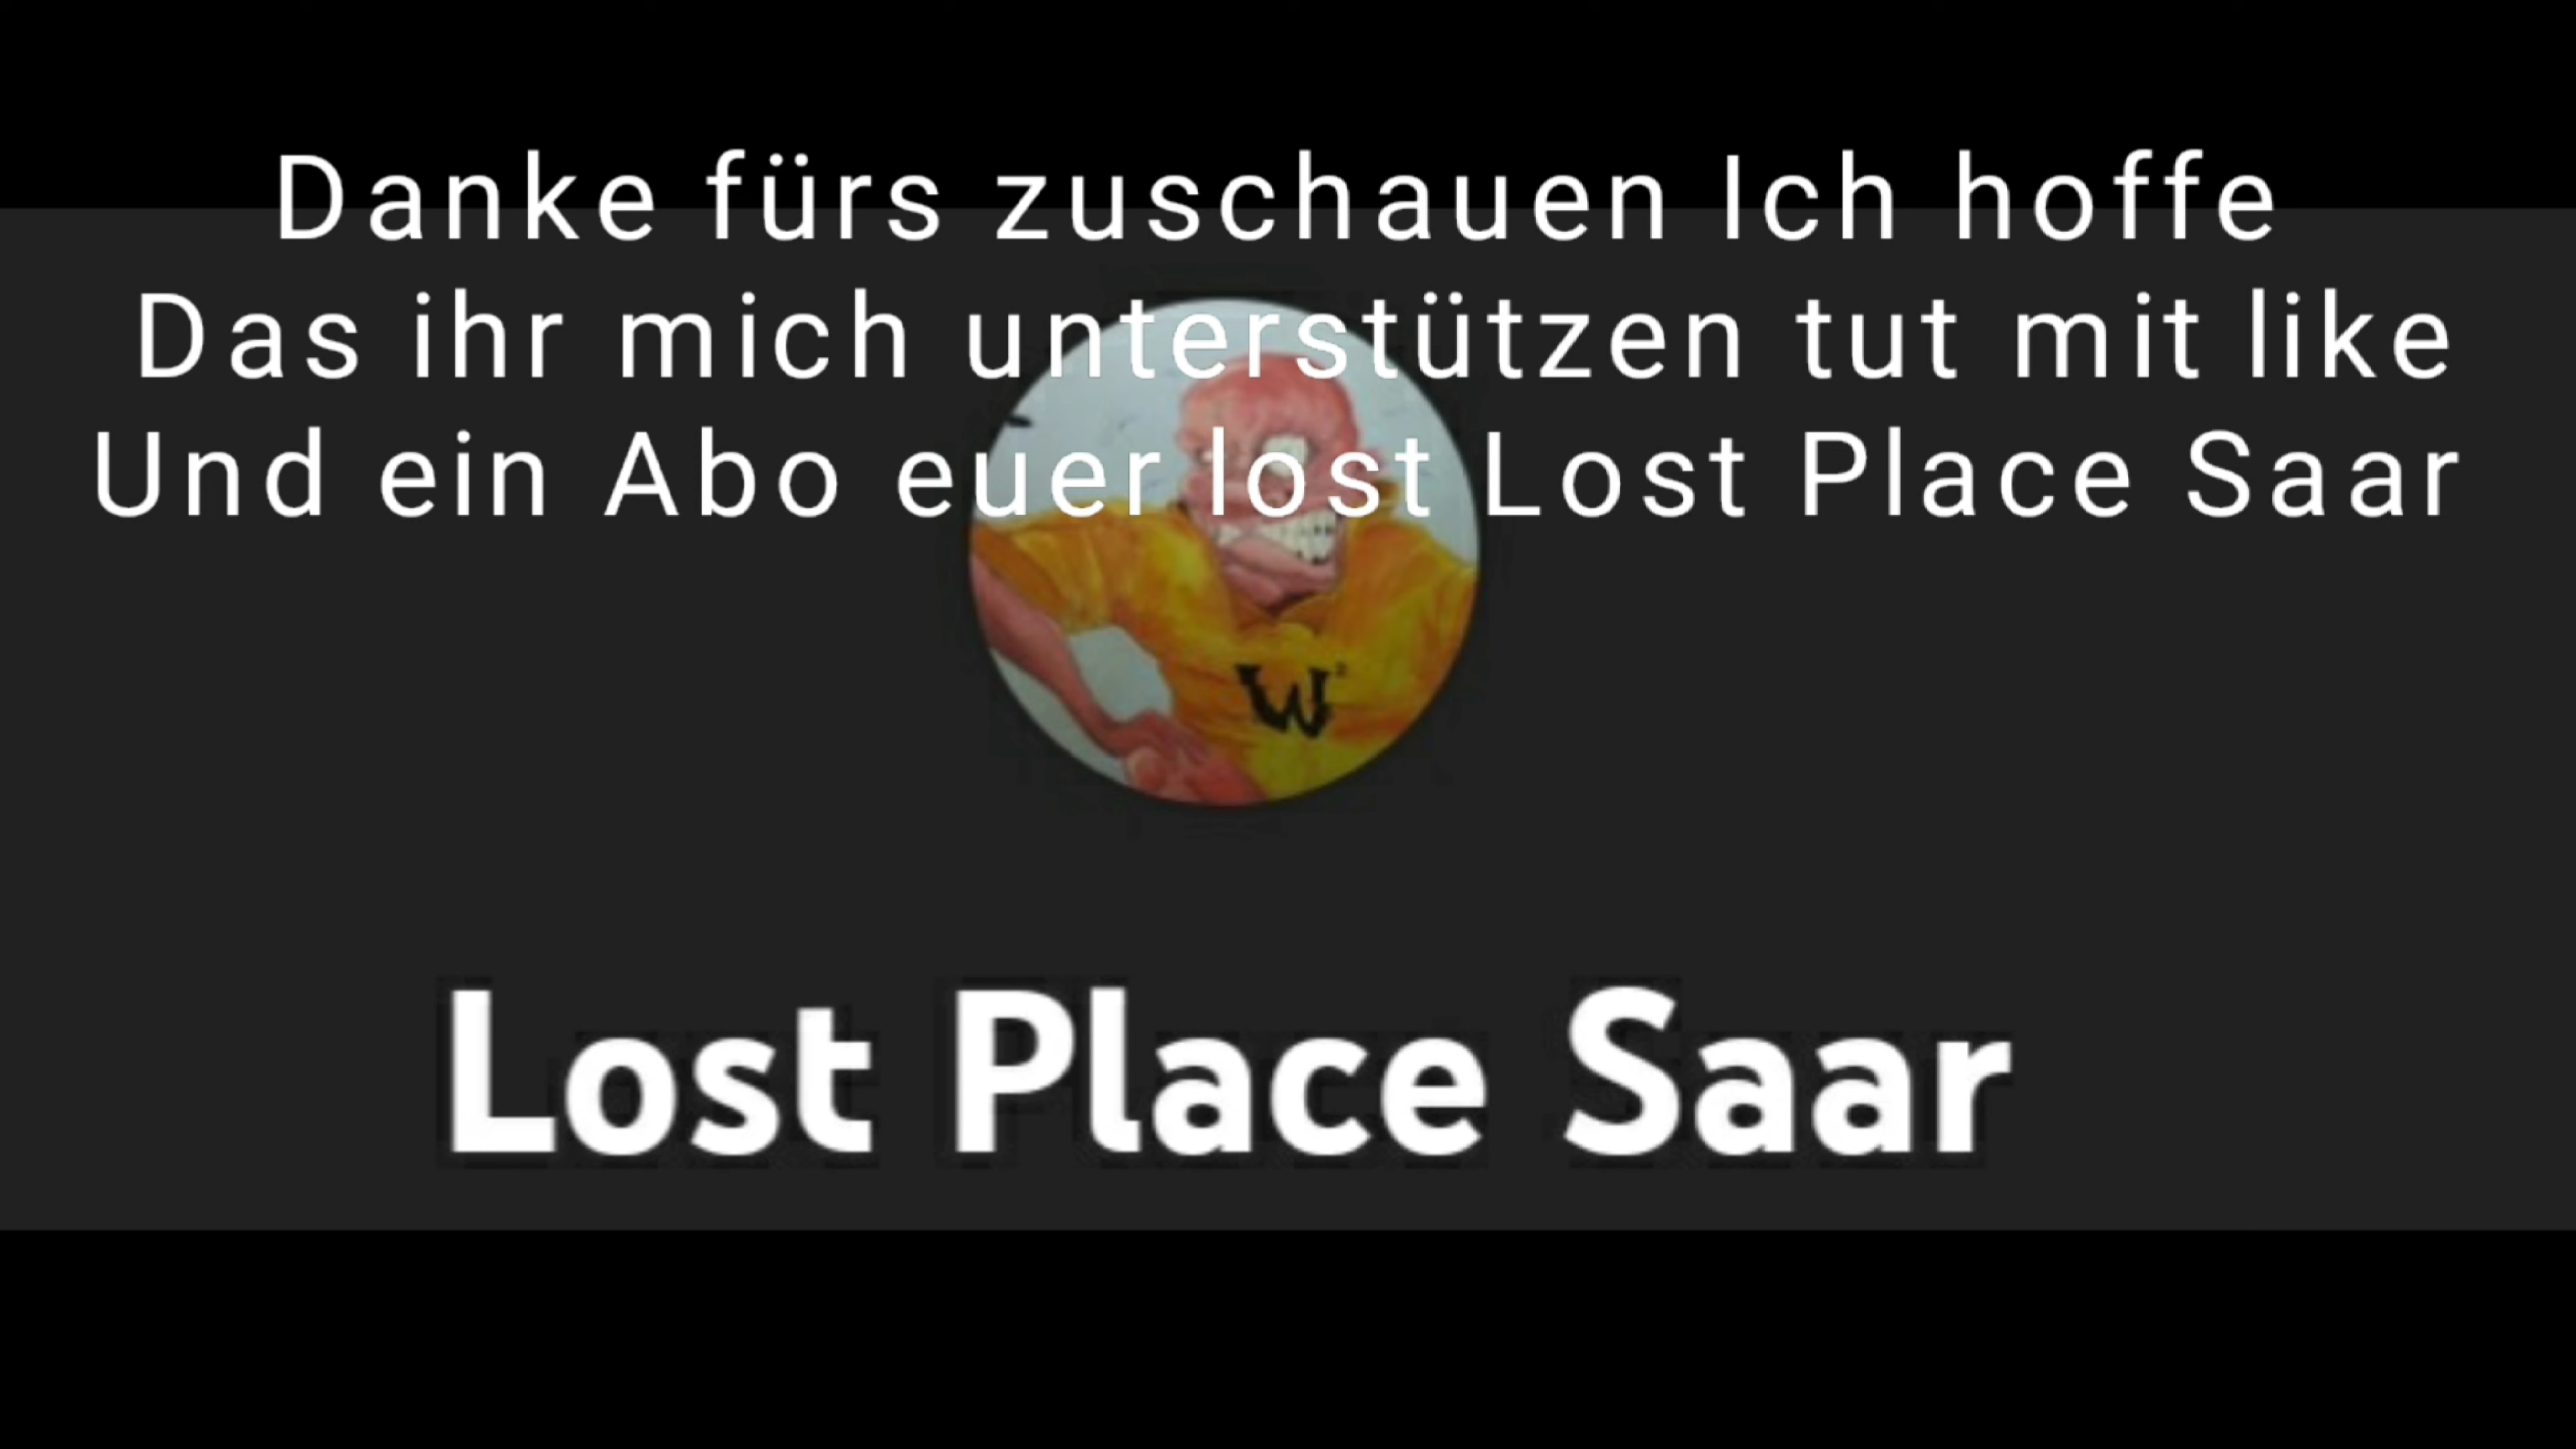 Danke fürs zuschauen Ich hoffe
Das ihr mich unterstützen tut mit like
Und ein Abo euer lost Lost Place Saar
W²
Lost Place Saar